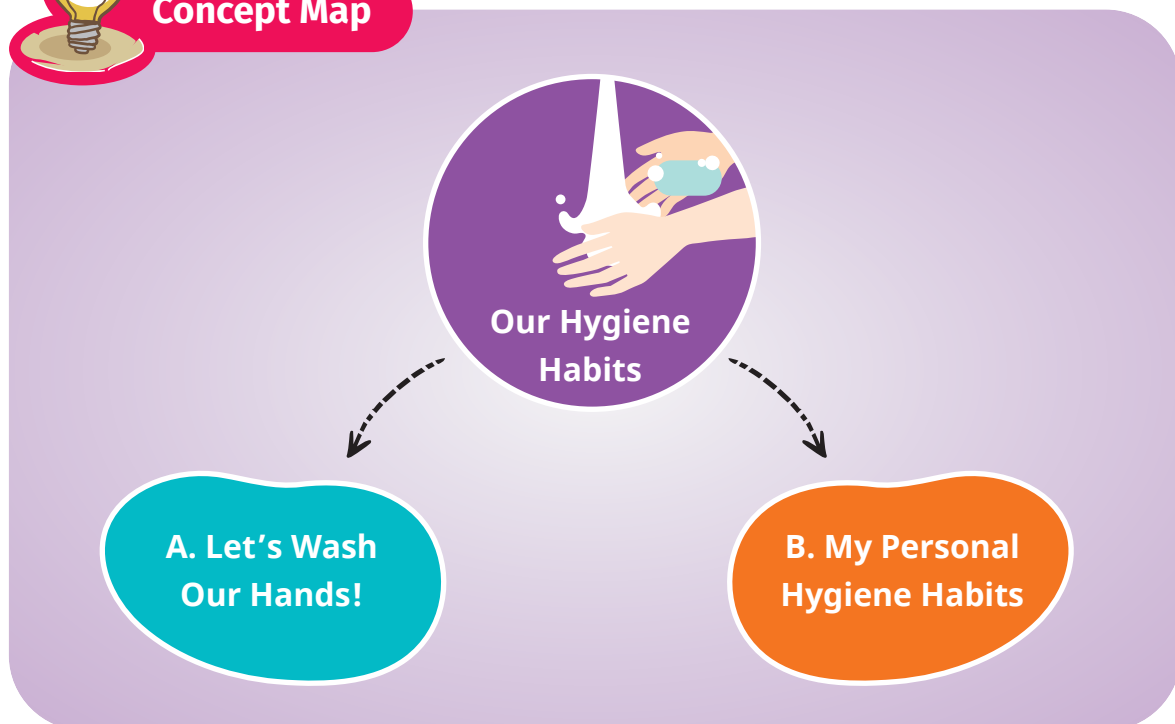 Concept Map
Our Hygiene
Habits
A. Let’s Wash
Our Hands!
B. My Personal
Hygiene Habits